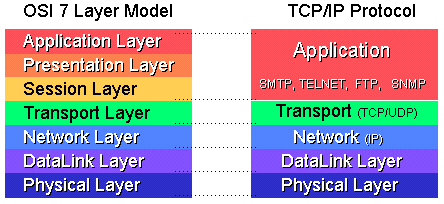 OSI 7 Layer Model
Application Layer
Presentation Layer
Session Layer
Transport Layer
Network Layer
DataLink Layer
Physical Layer
TCP/IP Protocol
Application
SMTP, TELNET, FTP, SNMP
Transport (TCP/UDP)
Network (IP)
DataLink Layer
Physical Layer